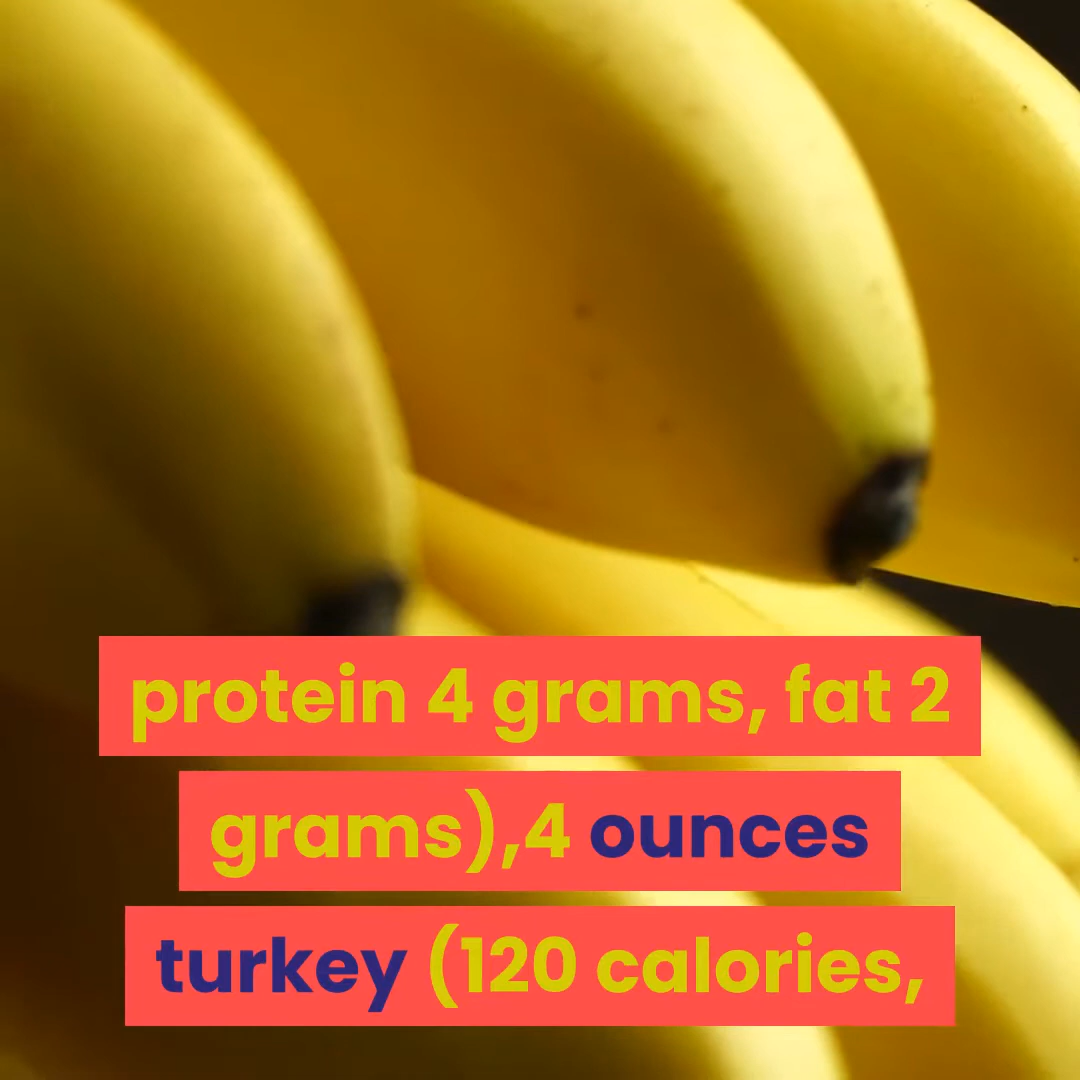 protein 4 grams, fat 2
grams),4 ounces
turkey (120 calories,